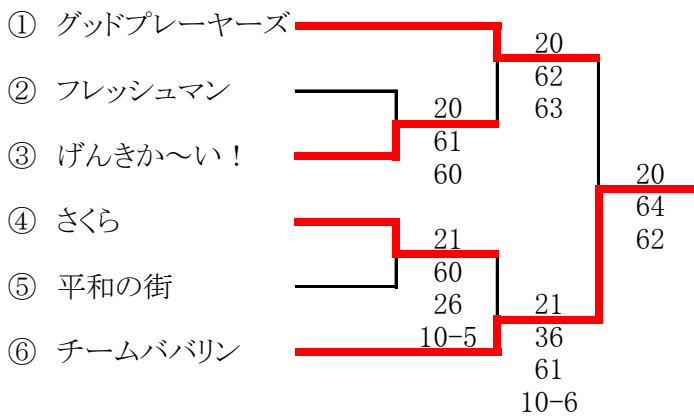 ① グッドプレーヤーズ
② フレッシュマン
③ げんきか～い！
④ さくら
⑤ 平和の街
⑥ チームババリン
20
61
60
21
60
26
10-5
20
62
63
21
36
61
10-6
20
64
62